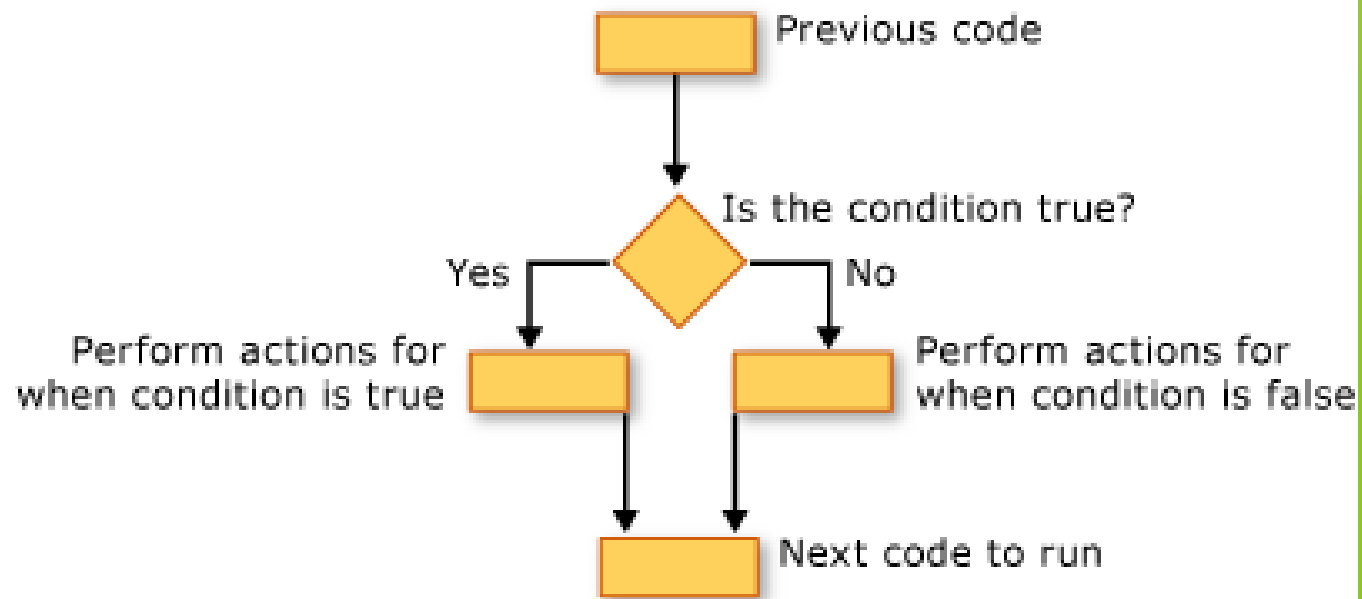 Previous code
Is the condition true?
Yes
No
Perform actions for
when condition is true
Perform actions for
when condition is false
Next code to run